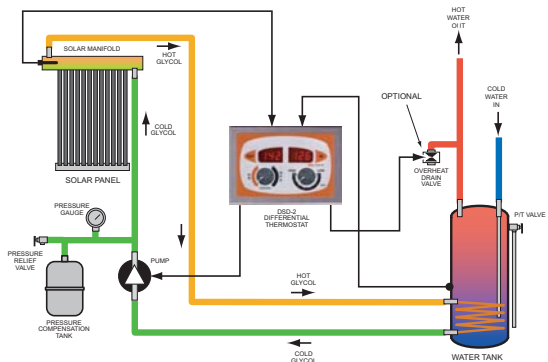 HOT
WATER
OUT
SOLAR MANIFOLD
HOT
GLYCOL
COLD
WATER
IN
OPTIONAL
COLD
GLYCOL
142
126
OVERHEAT
DRAIN
VALVE
SOLAR PANEL
DSD-2
DIFFERENTIAL
THERMOSTAT
PRESSURE
GAUGE
P/T VALVE
PRESSURE
RELIEF
VALVE
PUMP
HOT
GLYCOL
PRESSURE
COMPENSATION
TANK
COLD
GLYCOL
WATER TANK